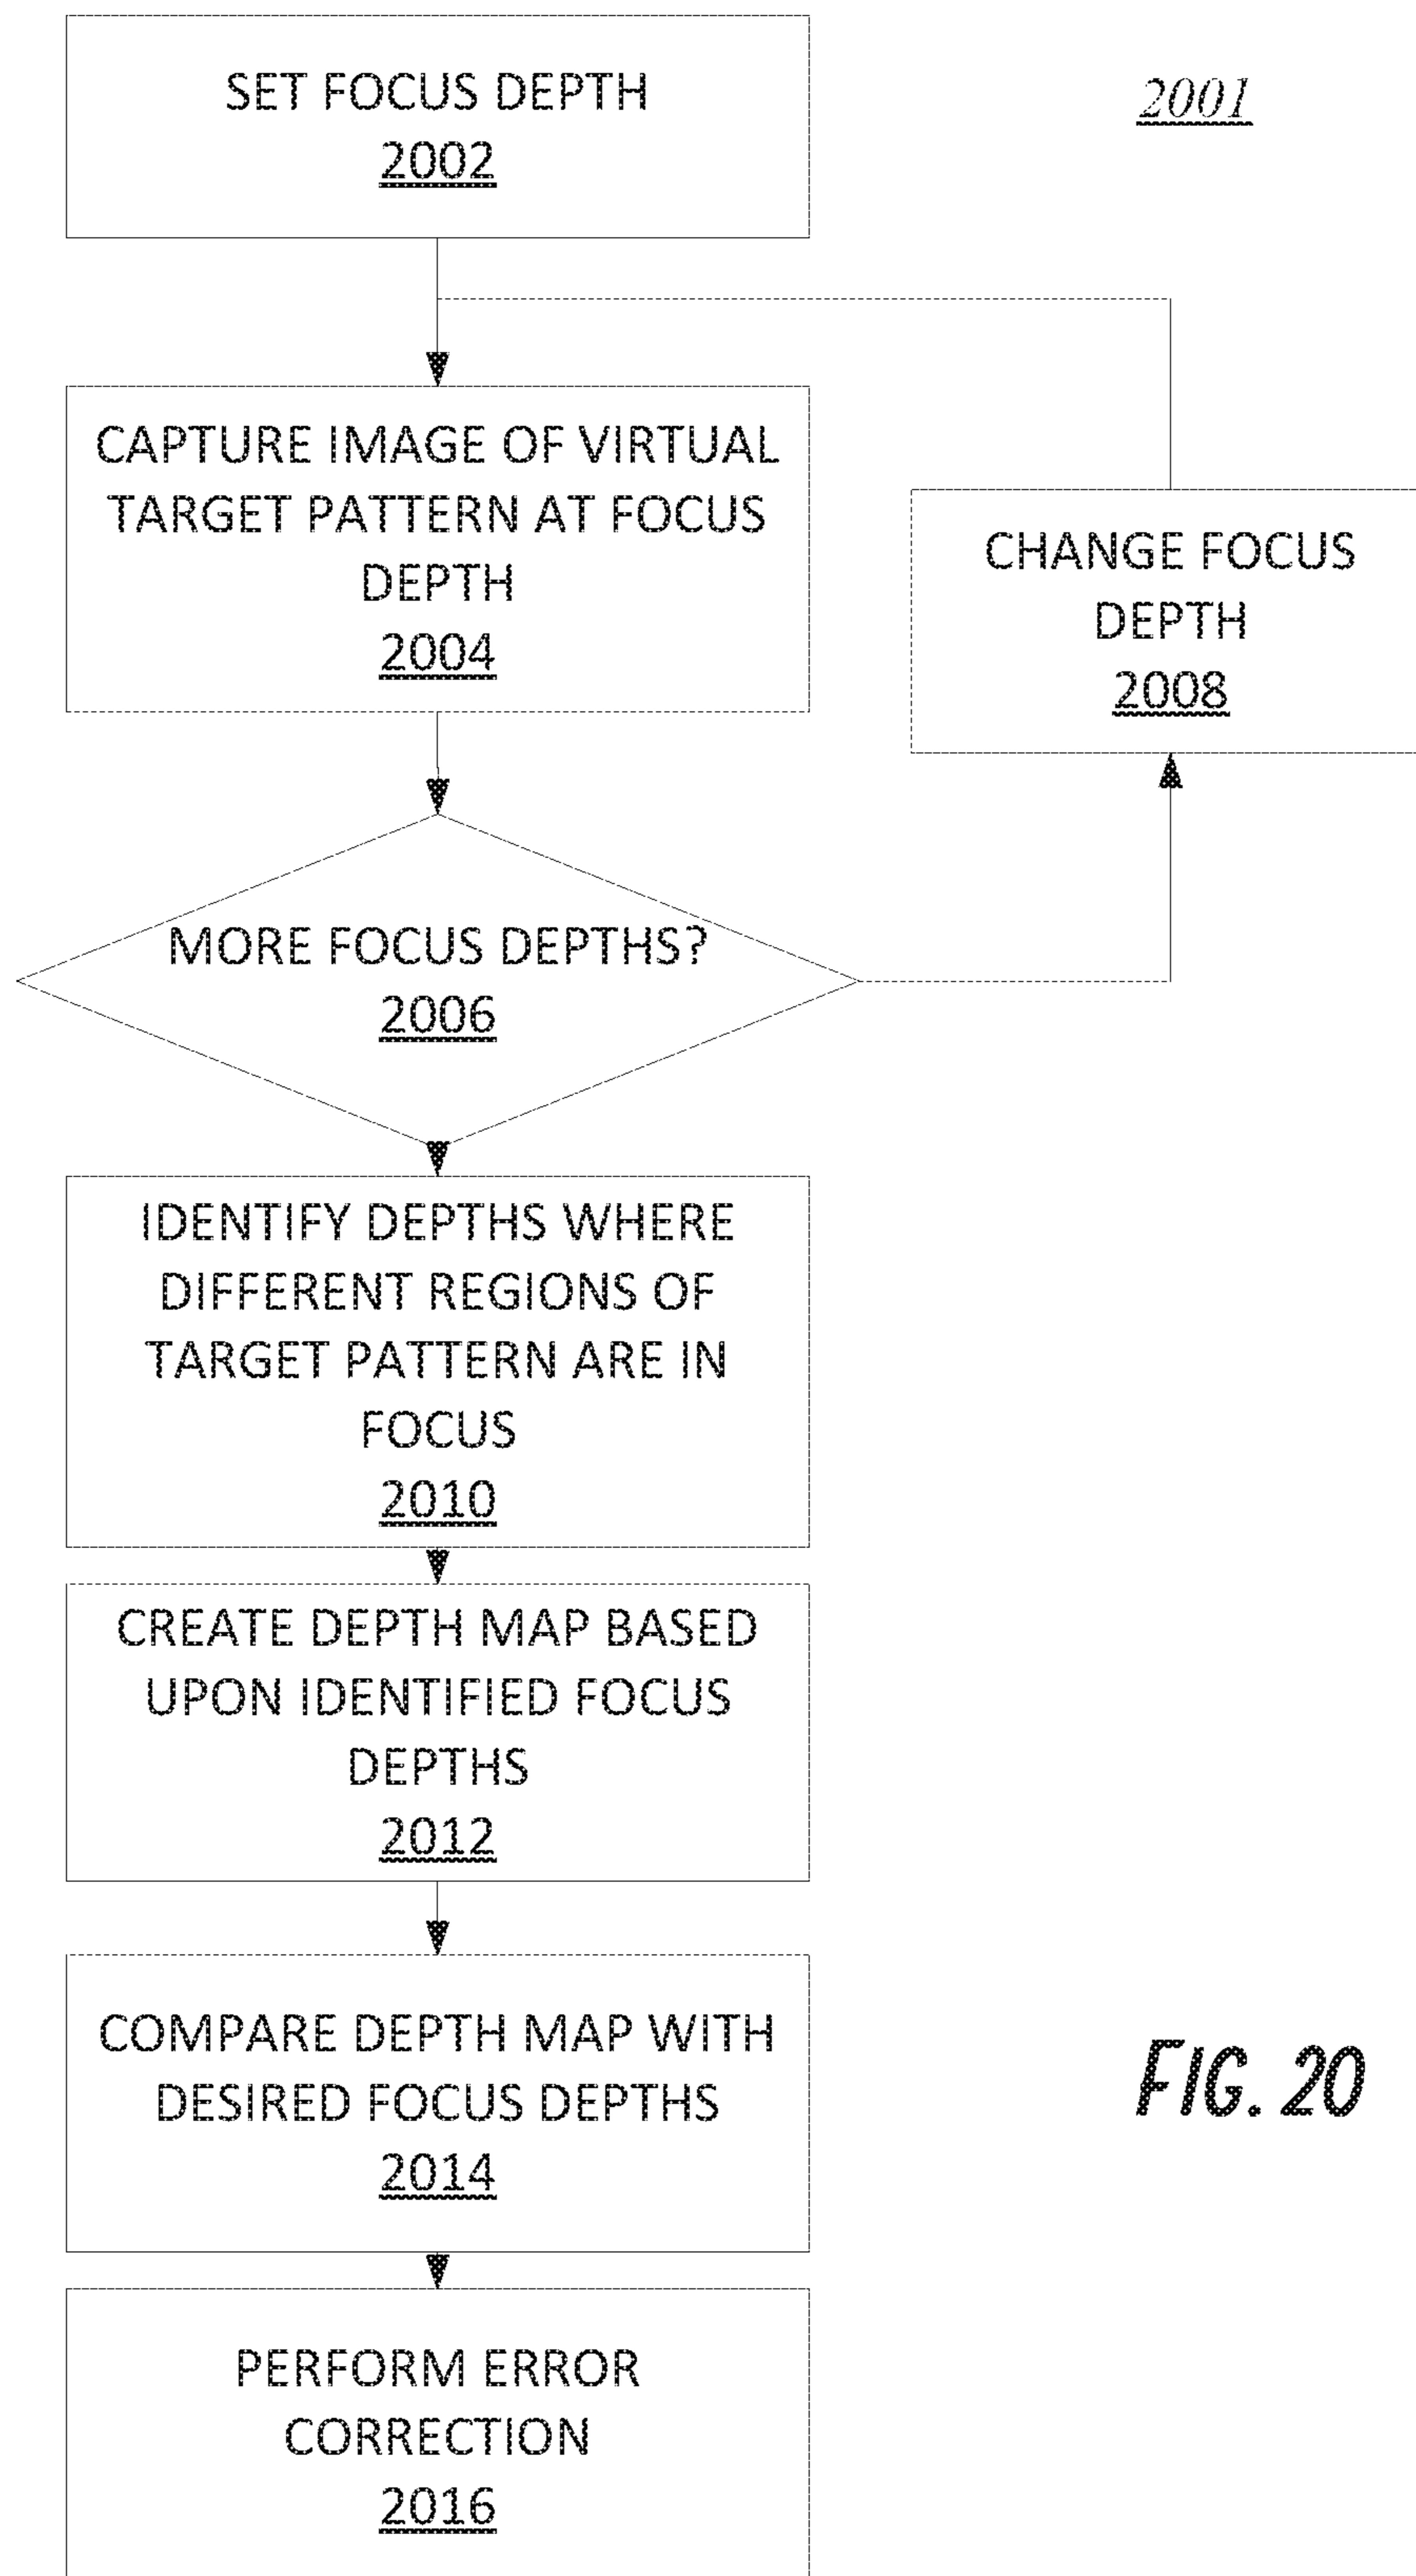 SET FOCUS DEPTH
2002
2001
CAPTURE IMAGE OF VIRTUAL
TARGET PATTERN AT FOCUS
DEPTH
2004
CHANGE FOCUS
DEPTH
2008
MORE FOCUS DEPTHS?
2006
IDENTIFY DEPTHS WHERE
DIFFERENT REGIONS OF
TARGET PATTERN ARE IN
FOCUS
2010
CREATE DEPTH MAP BASED
UPON IDENTIFIED FOCUS
DEPTHS
2012
COMPARE DEPTH MAP WITH
DESIRED FOCUS DEPTHS
2014
FIG. 20
PERFORM ERROR
CORRECTION
2016